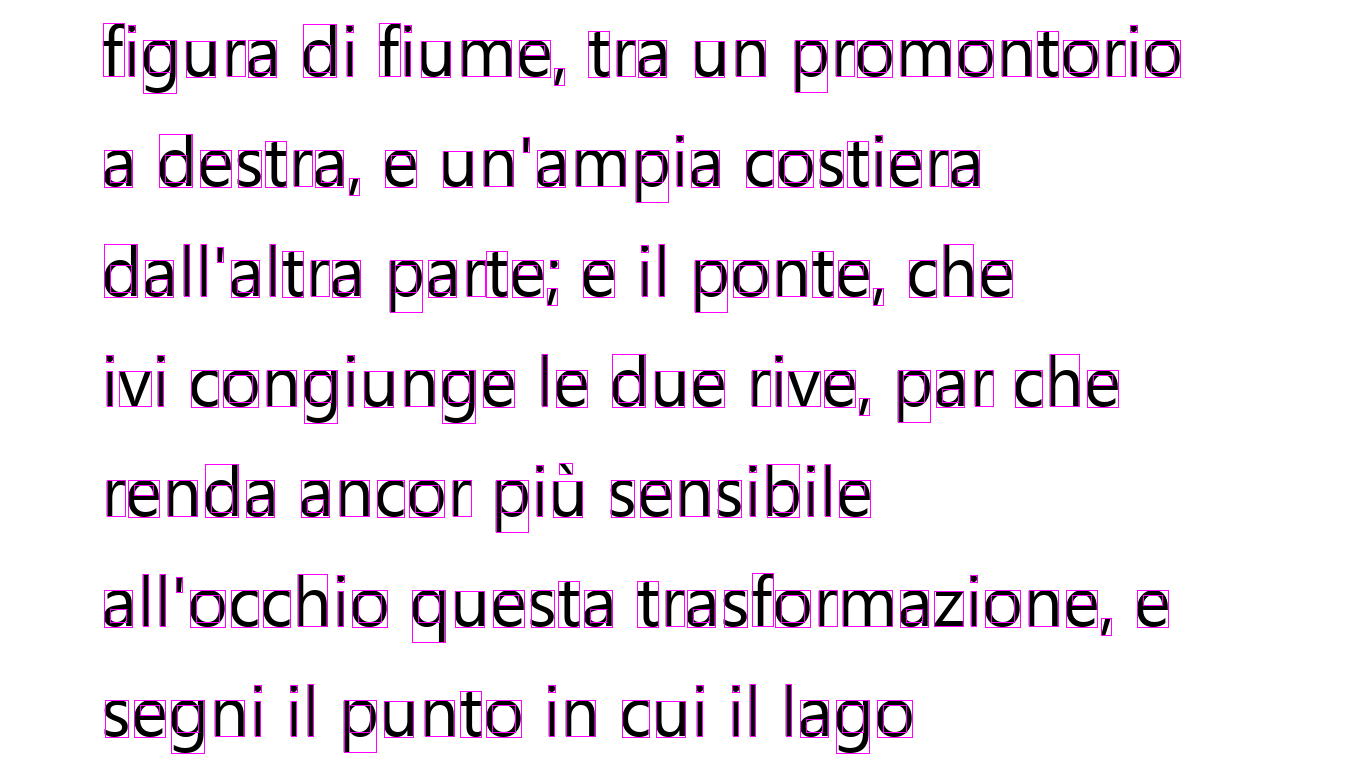 figura di fiume, tra un promontorio
a destra, e un'ampia costiera
dall'altra parte; e il ponte, che
ivi congiunge le due rive, par che
renda ancor più sensibile
all'occhio questa trasformazione, e
segni il punto in cui il lago